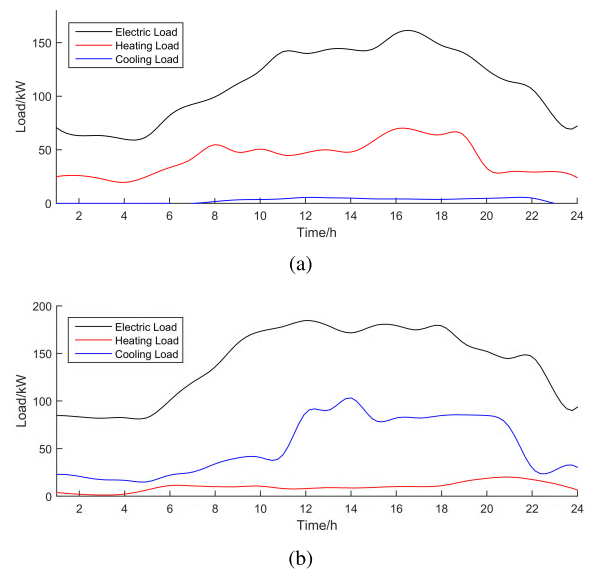 150
100
50
0
Load/kW
Electric Load
Heating Load
Cooling Load
2 4 6 8 10 12 14 16 18 20 22 24
Time/h
(a)
200
150
100
50
0
Load/kW
Electric Load
Heating Load
Cooling Load
2 4 6 8 10 12 14 16 18 20 22 24
Time/h
(b)